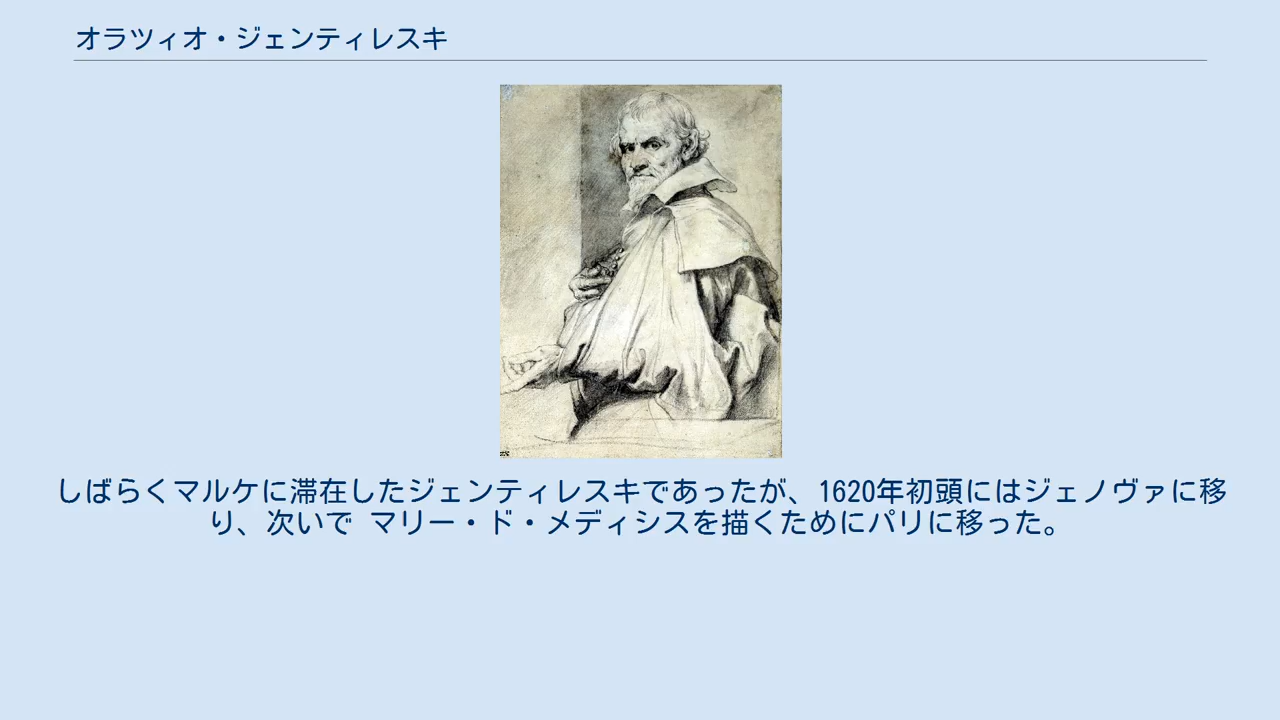 オラツィオ・ジェンティレスキ
しばらくマルケに滞在したジェンティレスキであったが、1620年初頭にはジェノヴァに移
り、次いで マリー・ド・メディシスを描くためにパリに移った。